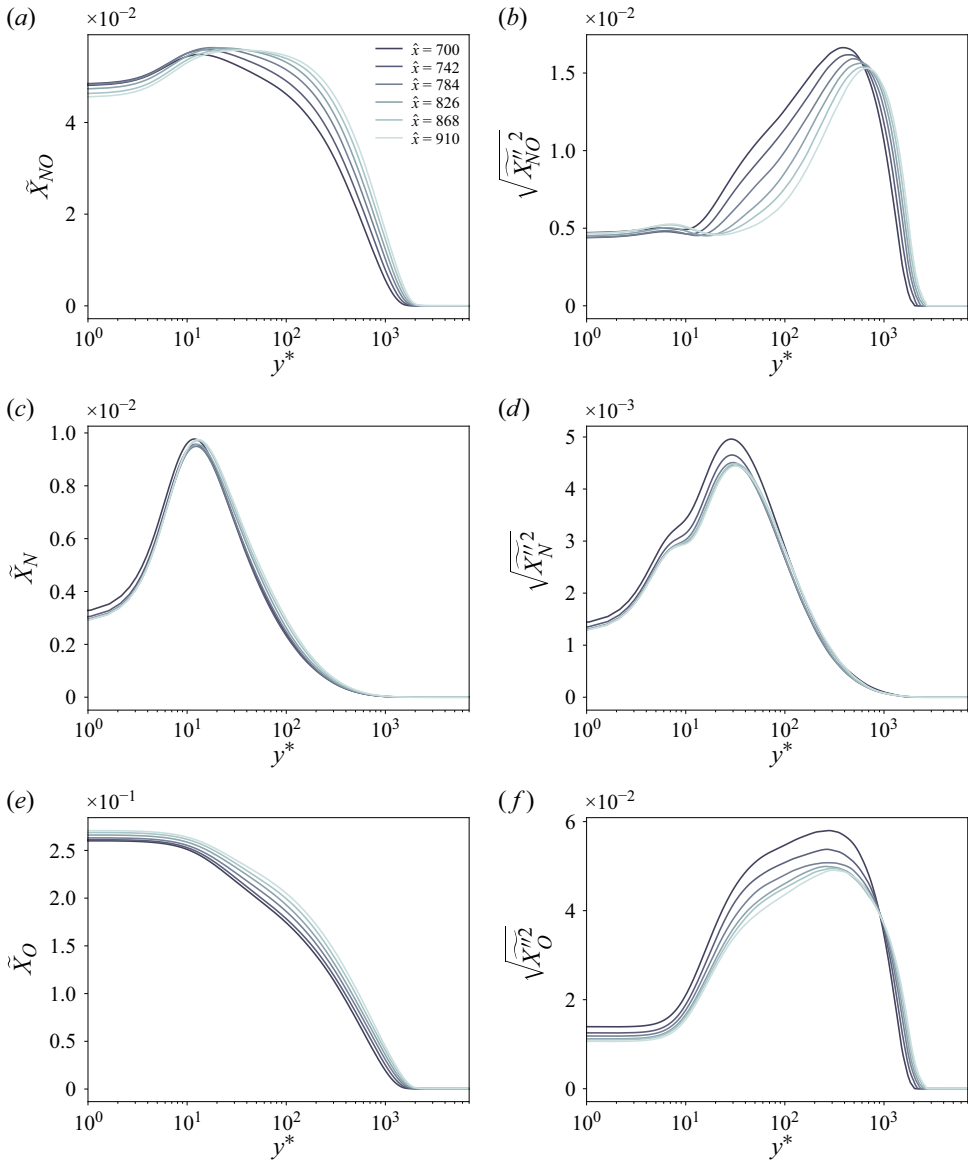 (a)
×10⁻²
4
2
0
X̃_NO
10⁰
10¹
10²
10³
y*
x̂ = 700
x̂ = 742
x̂ = 784
x̂ = 826
x̂ = 868
x̂ = 910
(b)
×10⁻²
1.5
1.0
0.5
0
√X̃″²_NO
10⁰
10¹
10²
10³
y*
(c)
×10⁻²
1.0
0.8
0.6
0.4
0.2
0
X̃_N
10⁰
10¹
10²
10³
y*
(d)
×10⁻³
5
4
3
2
1
0
√X̃″²_N
10⁰
10¹
10²
10³
y*
(e)
×10⁻¹
2.5
2.0
1.5
1.0
0.5
0
X̃_O
10⁰
10¹
10²
10³
y*
(f)
×10⁻²
6
4
2
0
√X̃″²_O
10⁰
10¹
10²
10³
y*